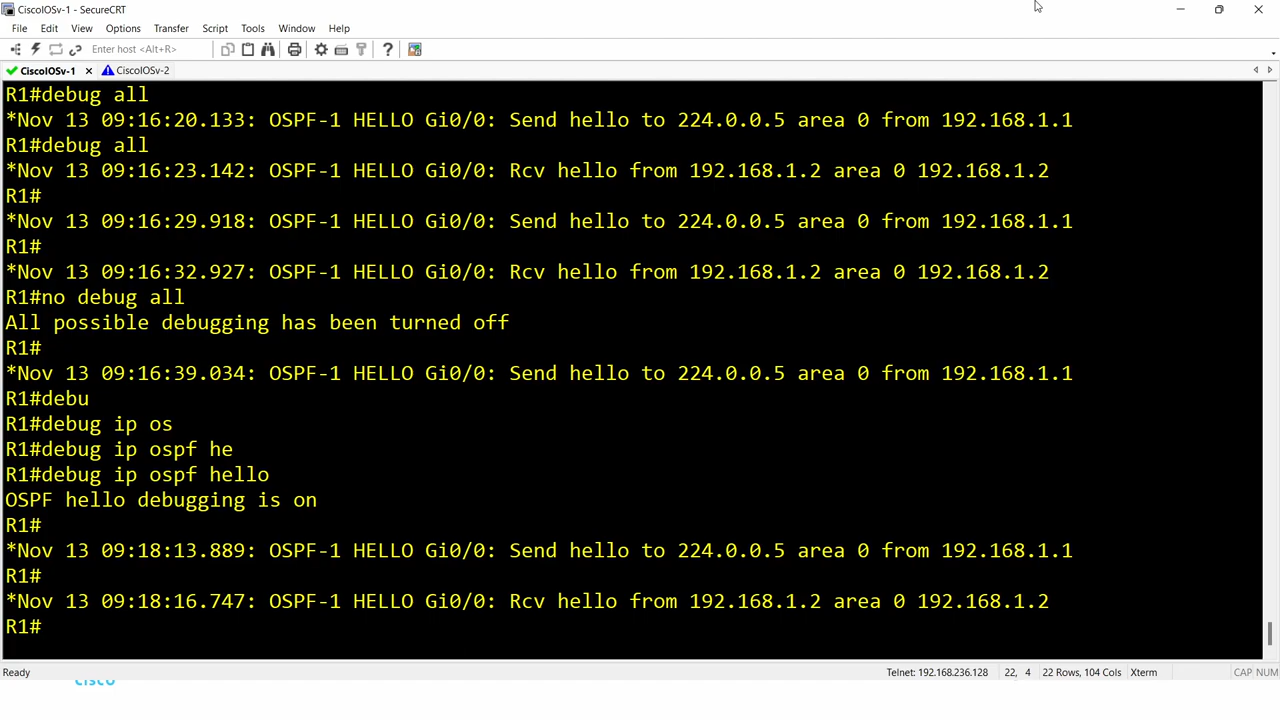 CiscoIOSv-1 - SecureCRT
File Edit View Options Transfer Script Tools Window Help
Enter host <Alt+R>
CiscoIOSv-1 CiscoIOSv-2
R1#debug all
*Nov 13 09:16:20.133: OSPF-1 HELLO Gi0/0: Send hello to 224.0.0.5 area 0 from 192.168.1.1
R1#debug all
*Nov 13 09:16:23.142: OSPF-1 HELLO Gi0/0: Rcv hello from 192.168.1.2 area 0 192.168.1.2
R1#
*Nov 13 09:16:29.918: OSPF-1 HELLO Gi0/0: Send hello to 224.0.0.5 area 0 from 192.168.1.1
R1#
*Nov 13 09:16:32.927: OSPF-1 HELLO Gi0/0: Rcv hello from 192.168.1.2 area 0 192.168.1.2
R1#no debug all
All possible debugging has been turned off
R1#
*Nov 13 09:16:39.034: OSPF-1 HELLO Gi0/0: Send hello to 224.0.0.5 area 0 from 192.168.1.1
R1#debu
R1#debug ip os
R1#debug ip ospf he
R1#debug ip ospf hello
OSPF hello debugging is on
R1#
*Nov 13 09:18:13.889: OSPF-1 HELLO Gi0/0: Send hello to 224.0.0.5 area 0 from 192.168.1.1
R1#
*Nov 13 09:18:16.747: OSPF-1 HELLO Gi0/0: Rcv hello from 192.168.1.2 area 0 192.168.1.2
R1#
Ready Telnet: 192.168.236.128 22, 4 22 Rows, 104 Cols Xterm CAP NUM
cisco